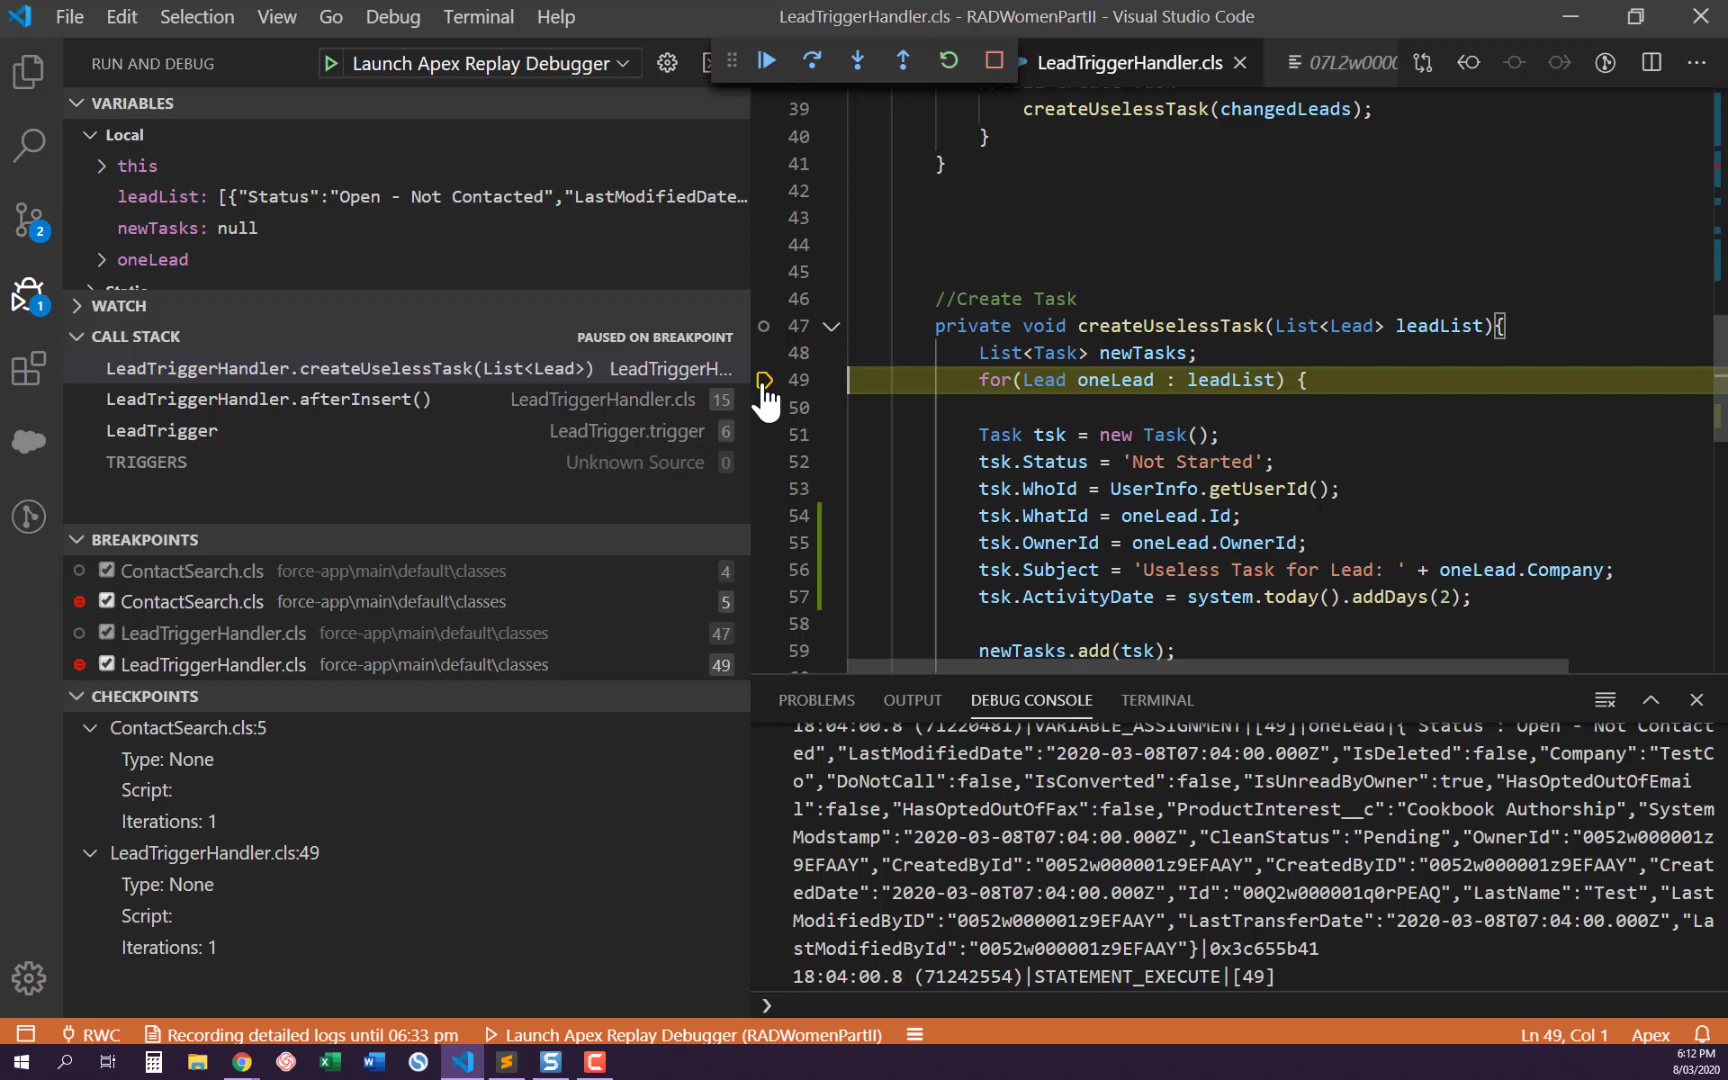 File Edit Selection View Go Debug Terminal Help LeadTriggerHandler.cls - RADWomenPartII - Visual Studio Code
RUN AND DEBUG Launch Apex Replay Debugger LeadTriggerHandler.cls 07L2w000
VARIABLES
Local
this
leadList: [{"Status":"Open - Not Contacted","LastModifiedDate...
newTasks: null
oneLead
WATCH
CALL STACK PAUSED ON BREAKPOINT
LeadTriggerHandler.createUselessTask(List<Lead>) LeadTriggerH...
LeadTriggerHandler.afterInsert() LeadTriggerHandler.cls 15
LeadTrigger LeadTrigger.trigger 6
TRIGGERS Unknown Source 0
BREAKPOINTS
ContactSearch.cls force-app\main\default\classes 4
ContactSearch.cls force-app\main\default\classes 5
LeadTriggerHandler.cls force-app\main\default\classes 47
LeadTriggerHandler.cls force-app\main\default\classes 49
CHECKPOINTS
ContactSearch.cls:5
Type: None
Script:
Iterations: 1
LeadTriggerHandler.cls:49
Type: None
Script:
Iterations: 1
2
1
39 createUselessTask(changedLeads);
40 }
41 }
42
43
44
45
46 //Create Task
47 private void createUselessTask(List<Lead> leadList){
48 List<Task> newTasks;
49 for(Lead oneLead : leadList) {
50
51 Task tsk = new Task();
52 tsk.Status = 'Not Started';
53 tsk.WhoId = UserInfo.getUserId();
54 tsk.WhatId = oneLead.Id;
55 tsk.OwnerId = oneLead.OwnerId;
56 tsk.Subject = 'Useless Task for Lead: ' + oneLead.Company;
57 tsk.ActivityDate = system.today().addDays(2);
58
59 newTasks.add(tsk);
PROBLEMS OUTPUT DEBUG CONSOLE TERMINAL
18:04:00.8 (71220481)|VARIABLE_ASSIGNMENT|[49]|oneLead|{"Status":"Open - Not Contact
ed","LastModifiedDate":"2020-03-08T07:04:00.000Z","IsDeleted":false,"Company":"TestC
o","DoNotCall":false,"IsConverted":false,"IsUnreadByOwner":true,"HasOptedOutOfEmai
l":false,"HasOptedOutOfFax":false,"ProductInterest__c":"Cookbook Authorship","System
Modstamp":"2020-03-08T07:04:00.000Z","CleanStatus":"Pending","OwnerId":"0052w000001z
9EFAAY","CreatedById":"0052w000001z9EFAAY","CreatedByID":"0052w000001z9EFAAY","Creat
edDate":"2020-03-08T07:04:00.000Z","Id":"00Q2w000001q0rPEAQ","LastName":"Test","Last
ModifiedByID":"0052w000001z9EFAAY","LastTransferDate":"2020-03-08T07:04:00.000Z","La
stModifiedById":"0052w000001z9EFAAY"}|0x3c655b41
18:04:00.8 (71242554)|STATEMENT_EXECUTE|[49]
RWC Recording detailed logs until 06:33 pm Launch Apex Replay Debugger (RADWomenPartII) Ln 49, Col 1 Apex
6:12 PM
8/03/2020